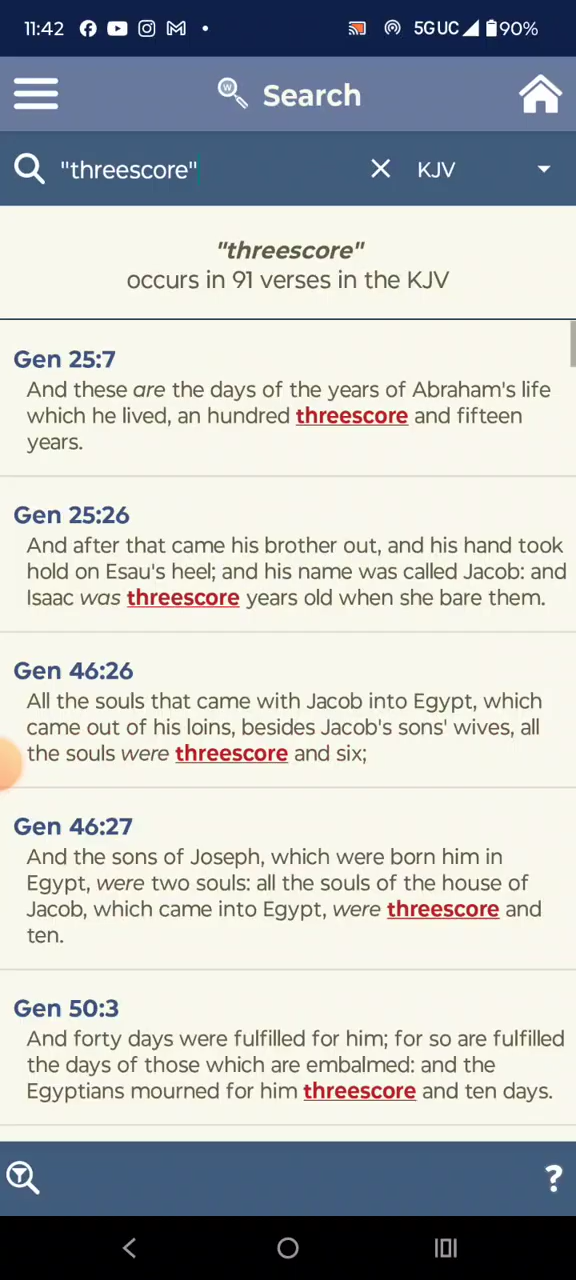 11:42 5GUC 90%
Search
"threescore" KJV
"threescore"
occurs in 91 verses in the KJV
Gen 25:7
And these are the days of the years of Abraham's life
which he lived, an hundred threescore and fifteen
years.
Gen 25:26
And after that came his brother out, and his hand took
hold on Esau's heel; and his name was called Jacob: and
Isaac was threescore years old when she bare them.
Gen 46:26
All the souls that came with Jacob into Egypt, which
came out of his loins, besides Jacob's sons' wives, all
the souls were threescore and six;
Gen 46:27
And the sons of Joseph, which were born him in
Egypt, were two souls: all the souls of the house of
Jacob, which came into Egypt, were threescore and
ten.
Gen 50:3
And forty days were fulfilled for him; for so are fulfilled
the days of those which are embalmed: and the
Egyptians mourned for him threescore and ten days.
?